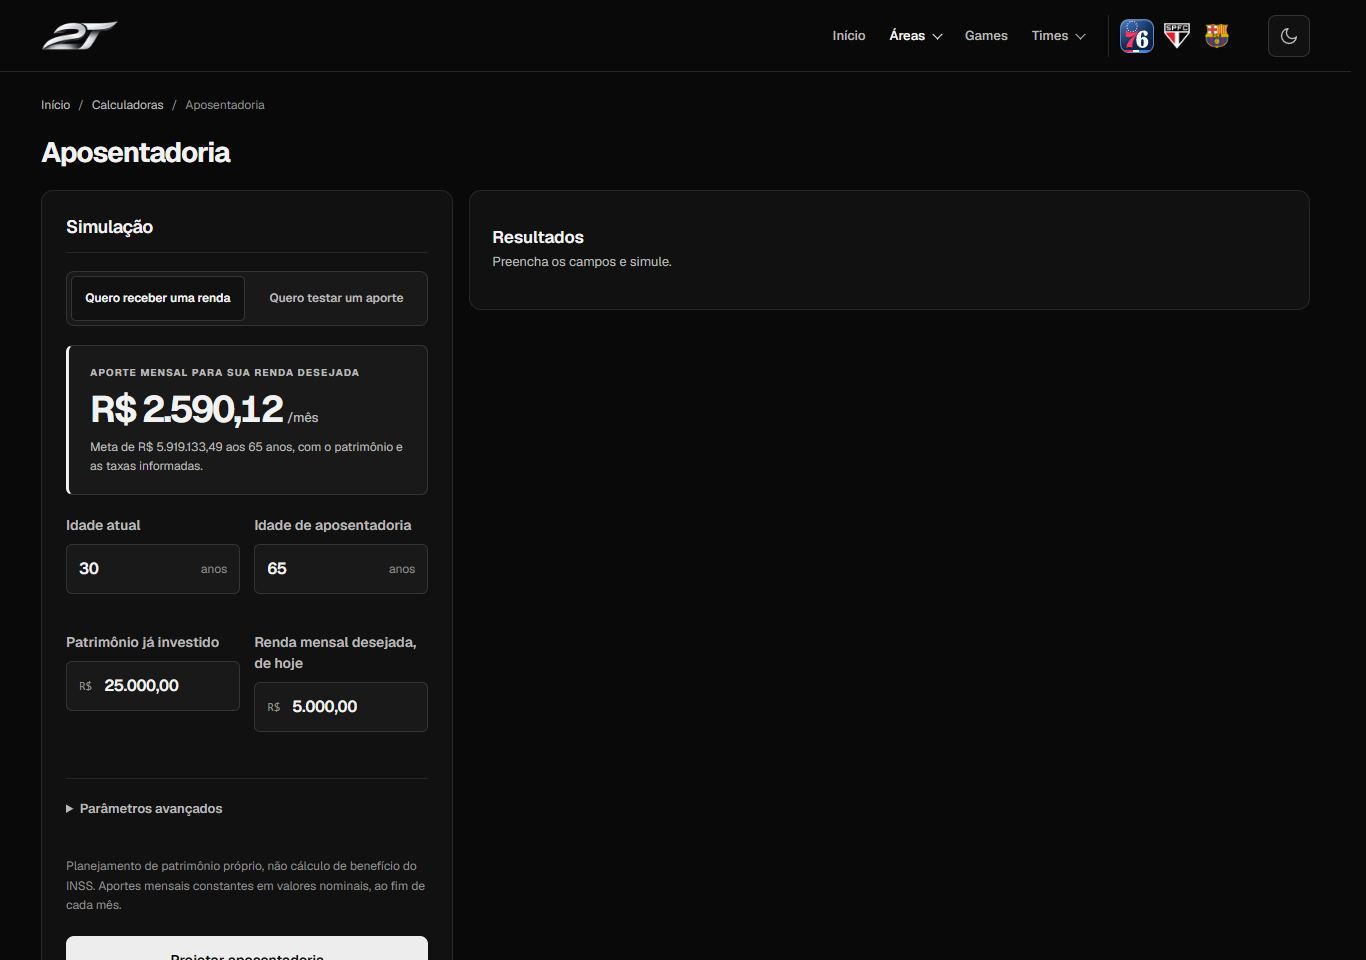 2T
Início
Áreas
Games
Times
76
SPFC
Início / Calculadoras / Aposentadoria
Aposentadoria
Simulação
Quero receber uma renda
Quero testar um aporte
APORTE MENSAL PARA SUA RENDA DESEJADA
R$ 2.590,12 /mês
Meta de R$ 5.919.133,49 aos 65 anos, com o patrimônio e
as taxas informadas.
Idade atual
30 anos
Idade de aposentadoria
65 anos
Patrimônio já investido
R$ 25.000,00
Renda mensal desejada,
de hoje
R$ 5.000,00
Parâmetros avançados
Planejamento de patrimônio próprio, não cálculo de benefício do
INSS. Aportes mensais constantes em valores nominais, ao fim de
cada mês.
Projetar aposentadoria
Resultados
Preencha os campos e simule.